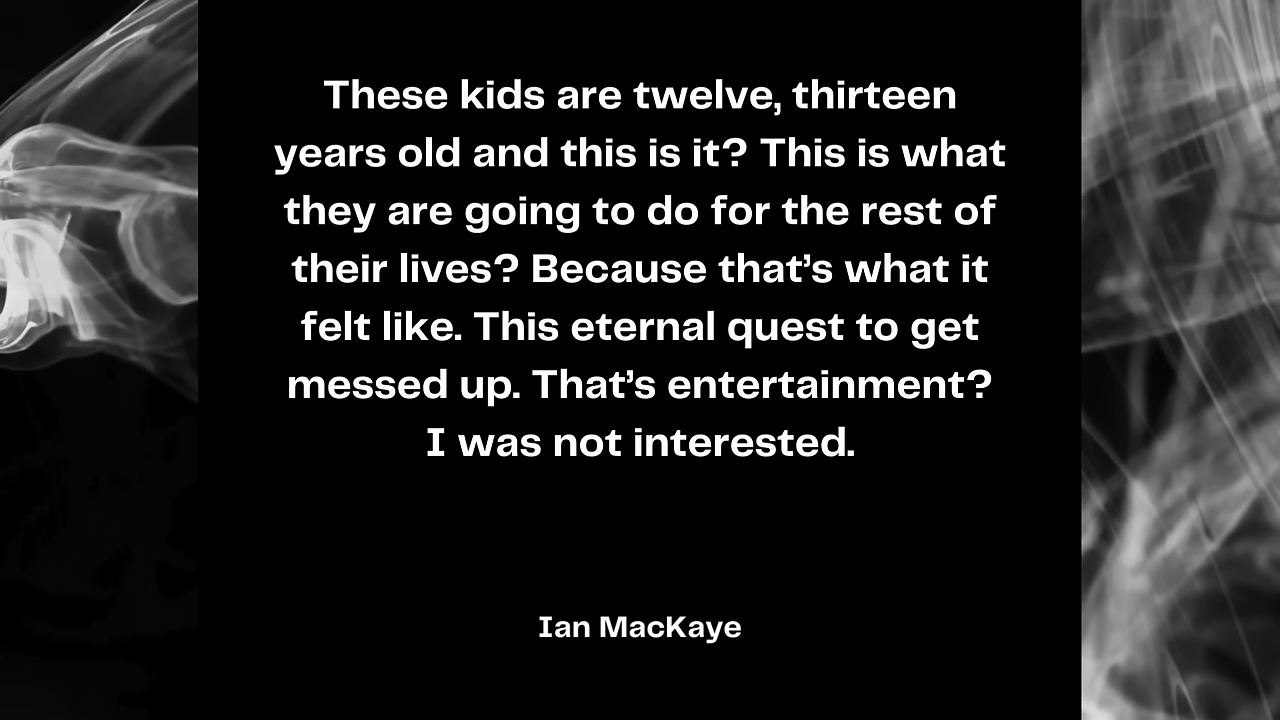 These kids are twelve, thirteen
years old and this is it? This is what
they are going to do for the rest of
their lives? Because that’s what it
felt like. This eternal quest to get
messed up. That’s entertainment?
I was not interested.
Ian MacKaye